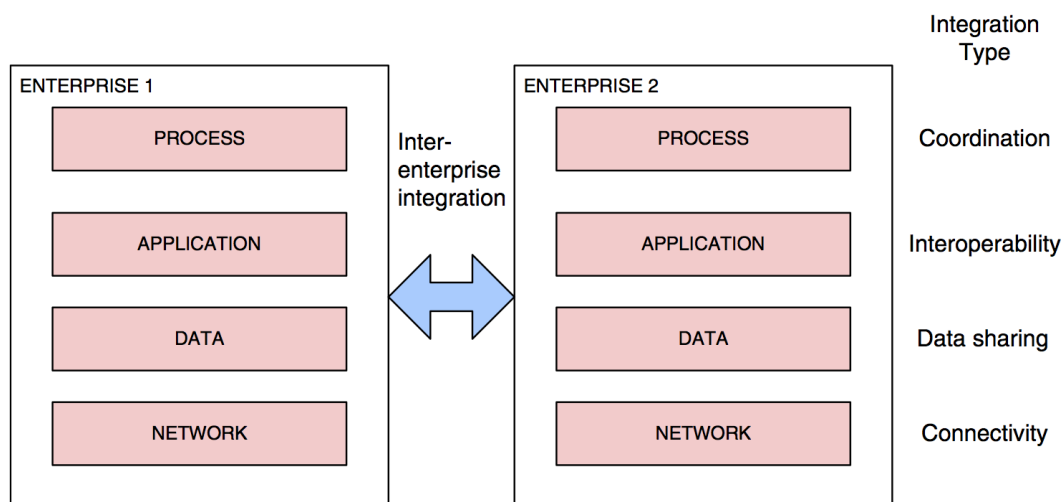 Integration
Type
ENTERPRISE 1
PROCESS
APPLICATION
DATA
NETWORK
Inter-
enterprise
integration
ENTERPRISE 2
PROCESS
APPLICATION
DATA
NETWORK
Coordination
Interoperability
Data sharing
Connectivity